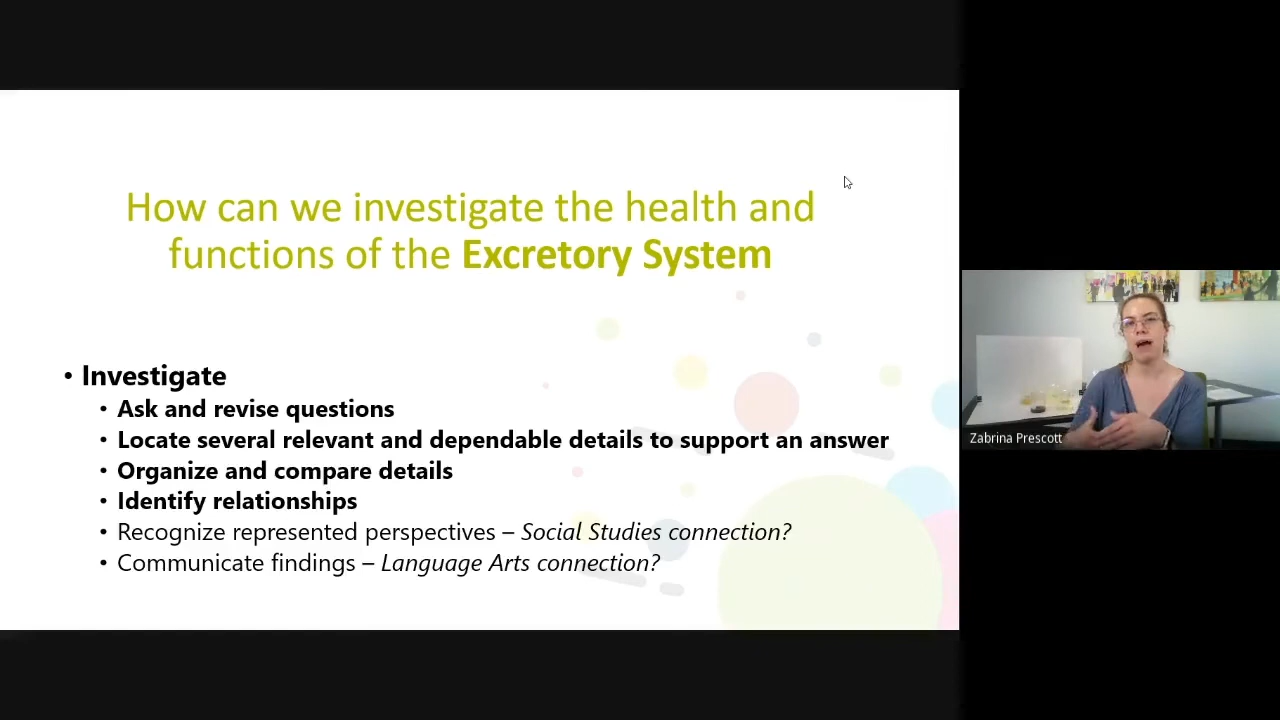 How can we investigate the health and
functions of the Excretory System
• Investigate
• Ask and revise questions
• Locate several relevant and dependable details to support an answer
• Organize and compare details
• Identify relationships
• Recognize represented perspectives – Social Studies connection?
• Communicate findings – Language Arts connection?
Zabrina Prescott